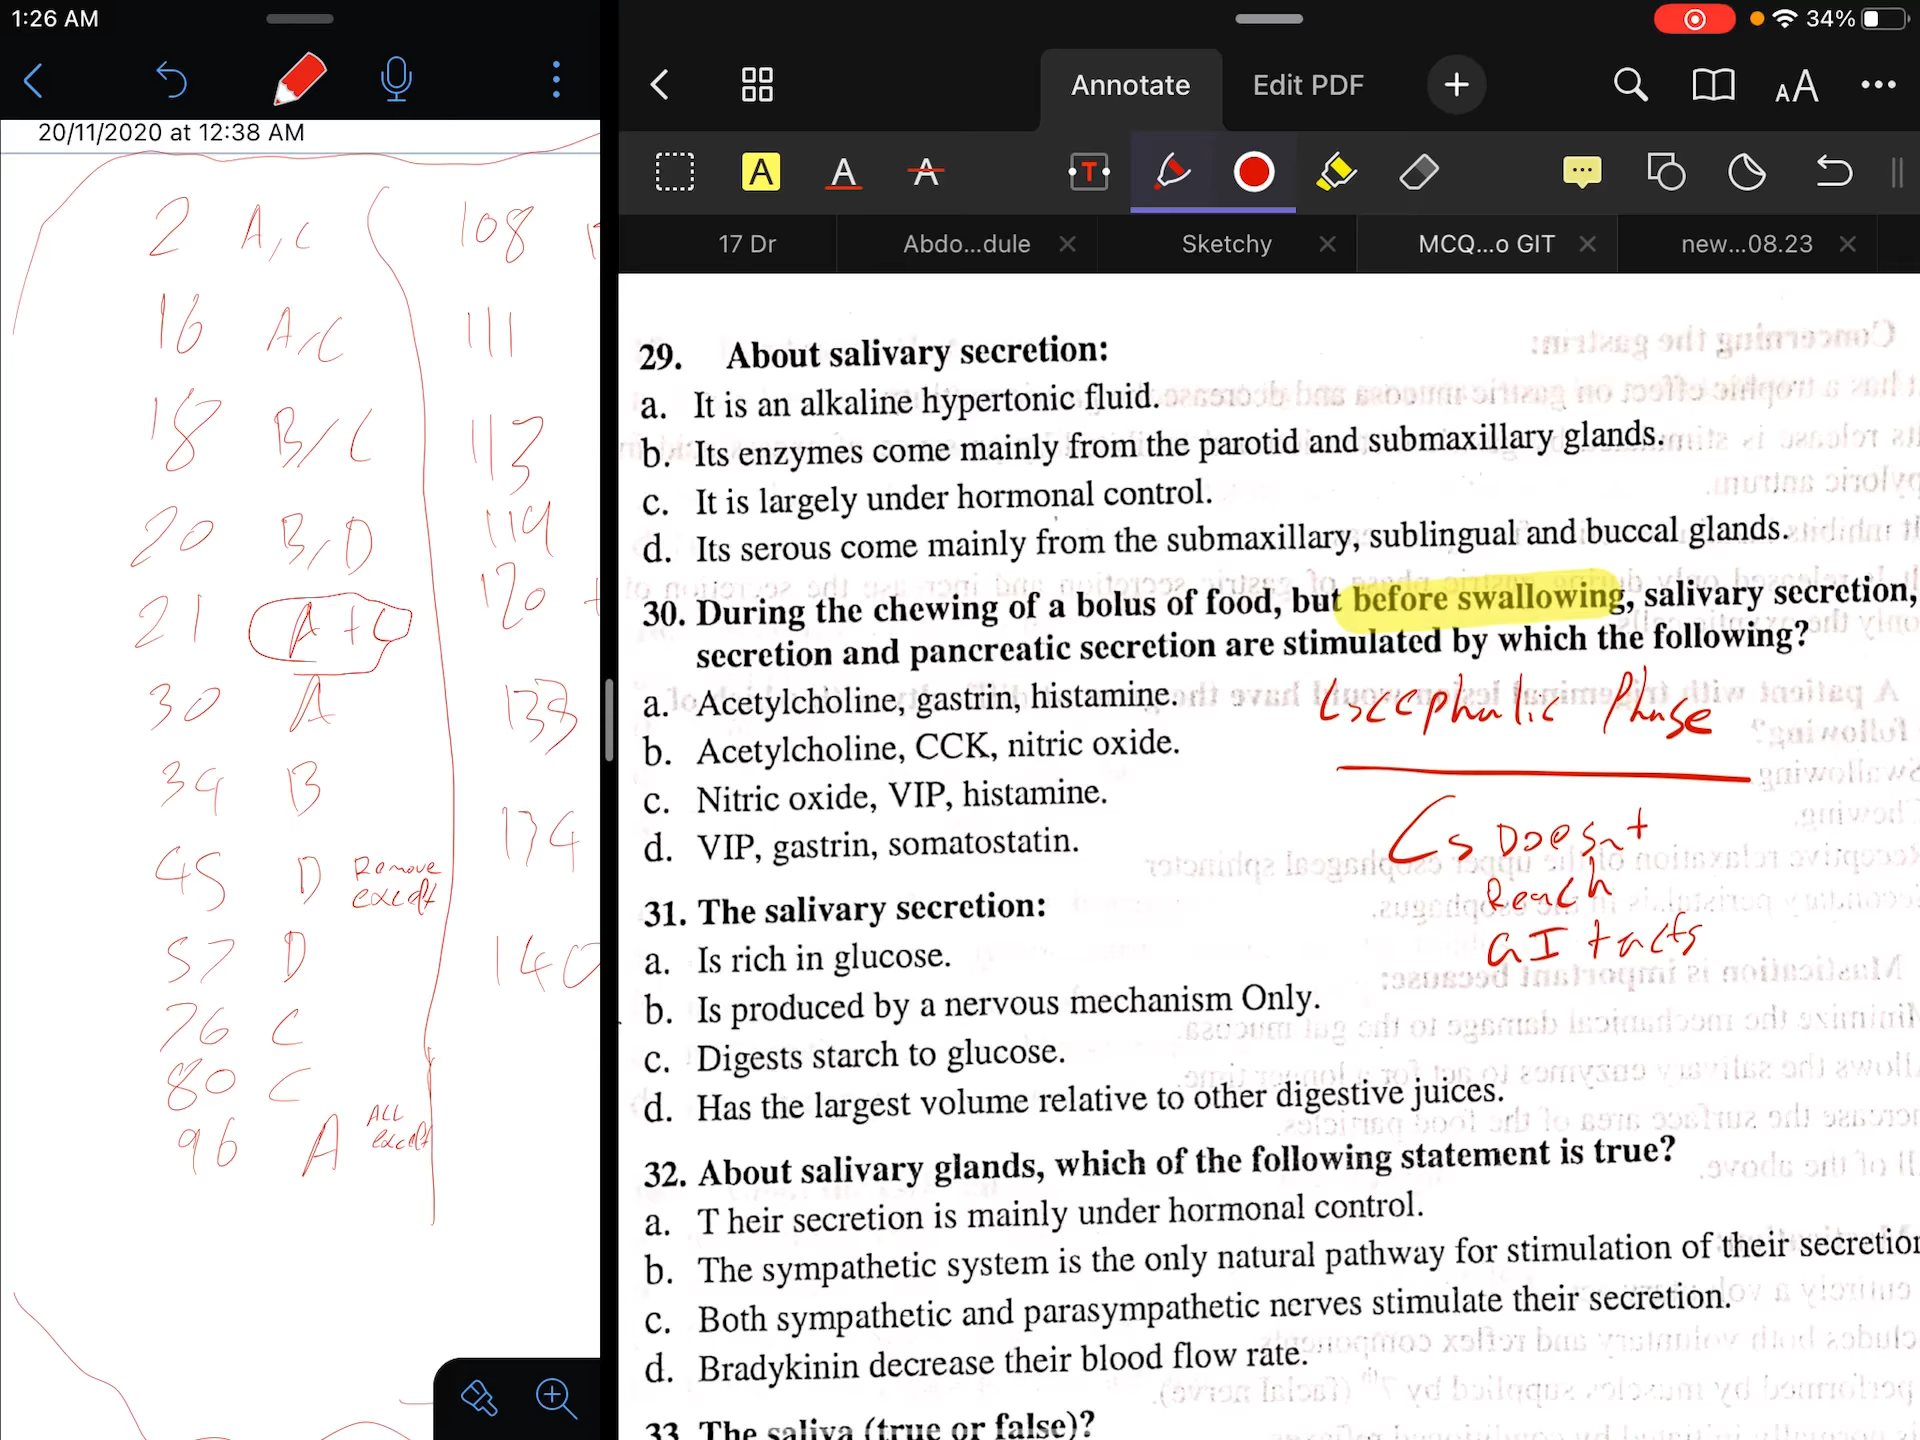 1:26 AM
34%
20/11/2020 at 12:38 AM
2 A,C
16 A,C
18 B/C
20 B,D
21 A + C
30 A
39 B
45 D Remove except
57 D
76 C
80 C
96 A ALL except
108
111
113
119
120
133
134
140
Annotate
Edit PDF
AA
17 Dr
Abdo...dule
Sketchy
MCQ...o GIT
new...08.23
29. About salivary secretion:
a. It is an alkaline hypertonic fluid.
b. Its enzymes come mainly from the parotid and submaxillary glands.
c. It is largely under hormonal control.
d. Its serous come mainly from the submaxillary, sublingual and buccal glands.
30. During the chewing of a bolus of food, but before swallowing, salivary secretion,
secretion and pancreatic secretion are stimulated by which the following?
a. Acetylcholine, gastrin, histamine.
b. Acetylcholine, CCK, nitric oxide.
c. Nitric oxide, VIP, histamine.
d. VIP, gastrin, somatostatin.
Phase
Doesnt
Reach
GI tacts
31. The salivary secretion:
a. Is rich in glucose.
b. Is produced by a nervous mechanism Only.
c. Digests starch to glucose.
d. Has the largest volume relative to other digestive juices.
32. About salivary glands, which of the following statement is true?
a. T heir secretion is mainly under hormonal control.
b. The sympathetic system is the only natural pathway for stimulation of their secretion
c. Both sympathetic and parasympathetic nerves stimulate their secretion.
d. Bradykinin decrease their blood flow rate.
33. The saliva (true or false)?